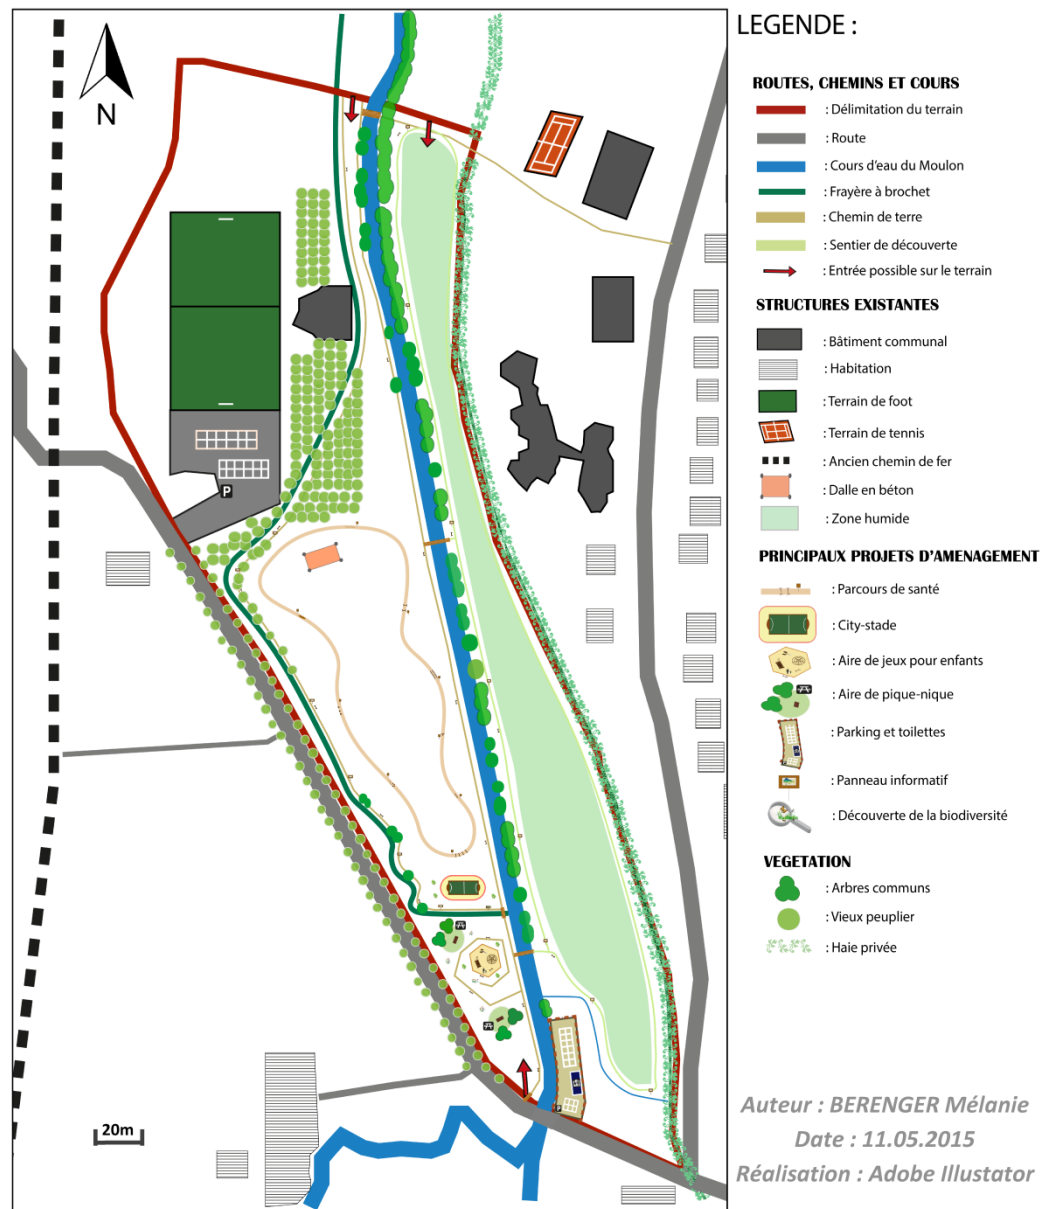 N
P
20m
LEGENDE :
ROUTES, CHEMINS ET COURS
: Délimitation du terrain
: Route
: Cours d'eau du Moulon
: Frayère à brochet
: Chemin de terre
: Sentier de découverte
: Entrée possible sur le terrain
STRUCTURES EXISTANTES
: Bâtiment communal
: Habitation
: Terrain de foot
: Terrain de tennis
: Ancien chemin de fer
: Dalle en béton
: Zone humide
PRINCIPAUX PROJETS D'AMENAGEMENT
: Parcours de santé
: City-stade
: Aire de jeux pour enfants
: Aire de pique-nique
: Parking et toilettes
: Panneau informatif
: Découverte de la biodiversité
VEGETATION
: Arbres communs
: Vieux peuplier
: Haie privée
Auteur : BERENGER Mélanie
Date : 11.05.2015
Réalisation : Adobe Illustator